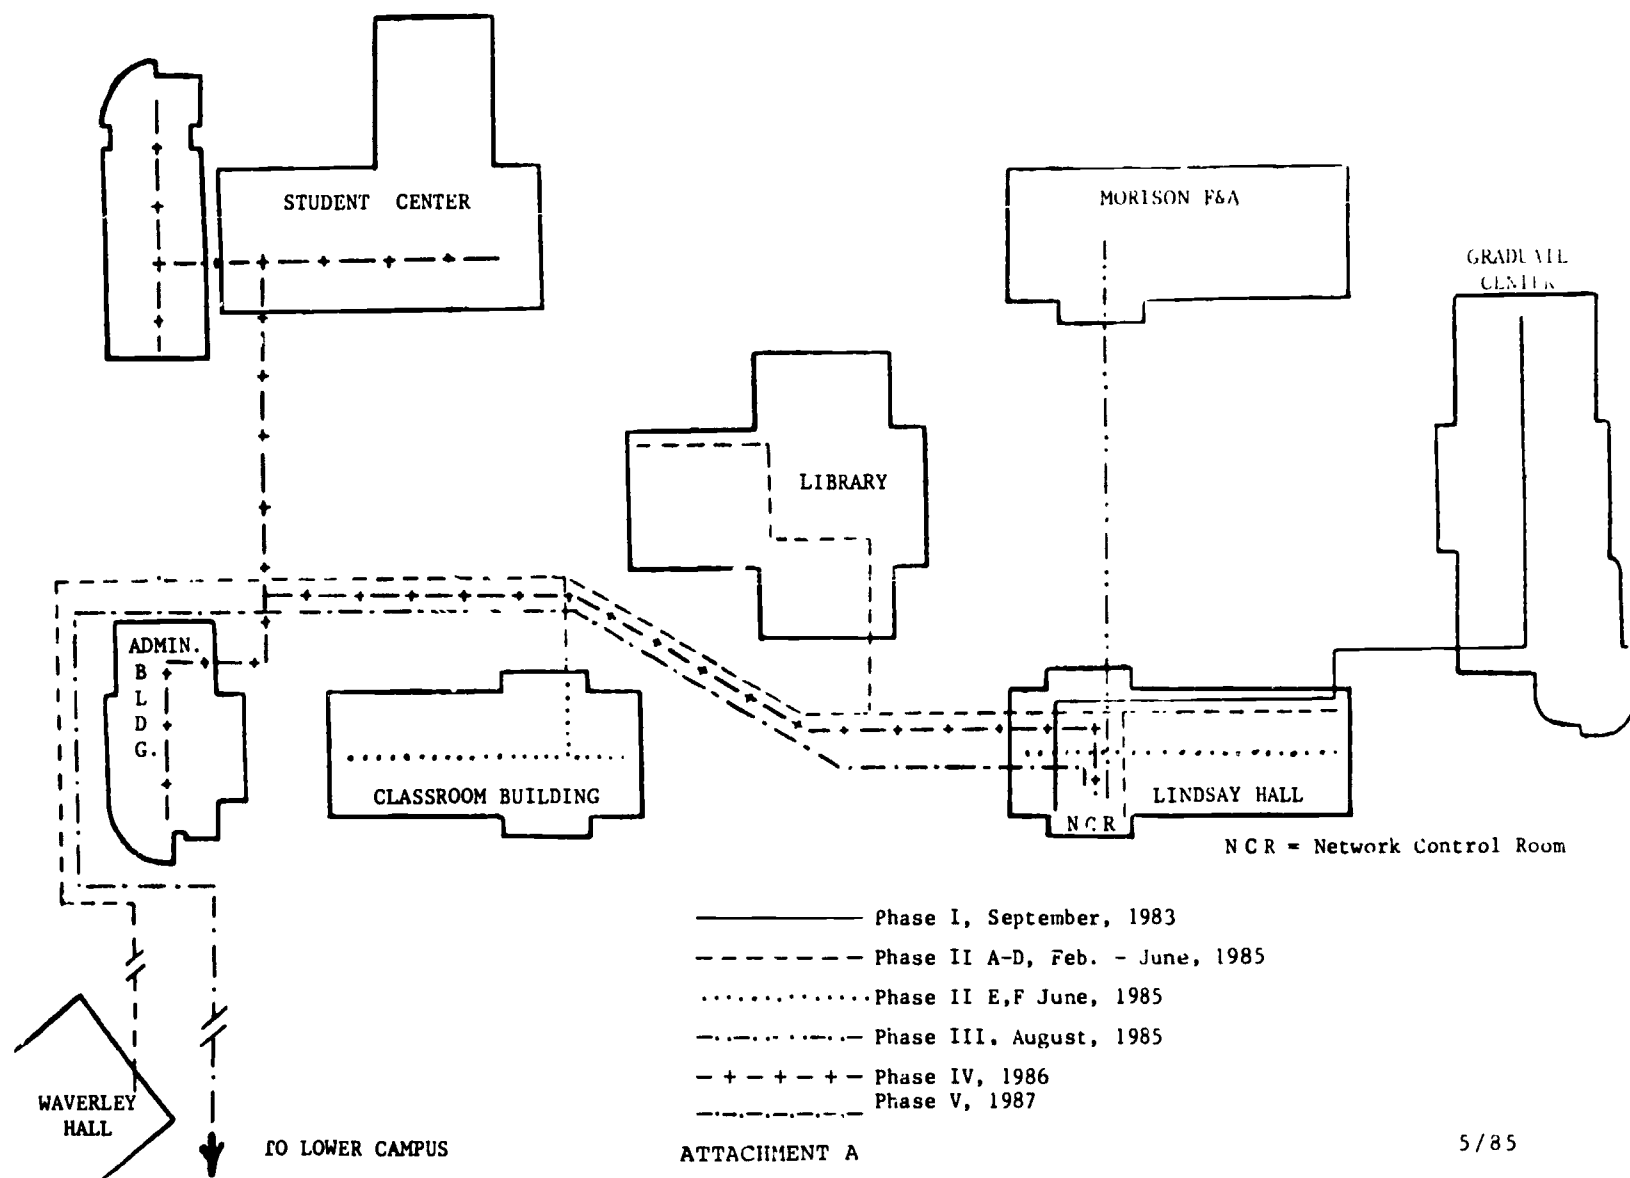 STUDENT CENTER
MORISON F&A
GRADUATE
CENTER
LIBRARY
ADMIN.
B
L
D
G.
CLASSROOM BUILDING
LINDSAY HALL
N C R
N C R = Network Control Room
Phase I, September, 1983
Phase II A-D, Feb. - June, 1985
Phase II E,F June, 1985
Phase III, August, 1985
Phase IV, 1986
Phase V, 1987
WAVERLEY
HALL
TO LOWER CAMPUS
ATTACHMENT A
5/85